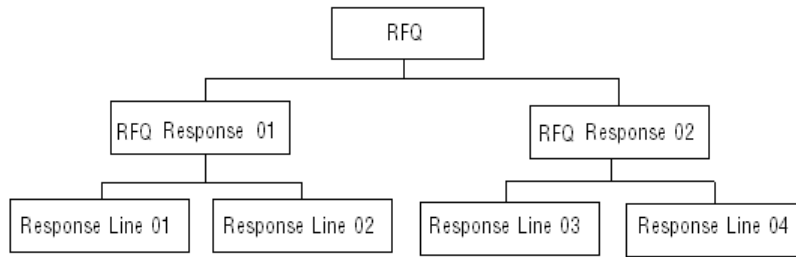 RFQ
RFQ Response 01
RFQ Response 02
Response Line 01
Response Line 02
Response Line 03
Response Line 04